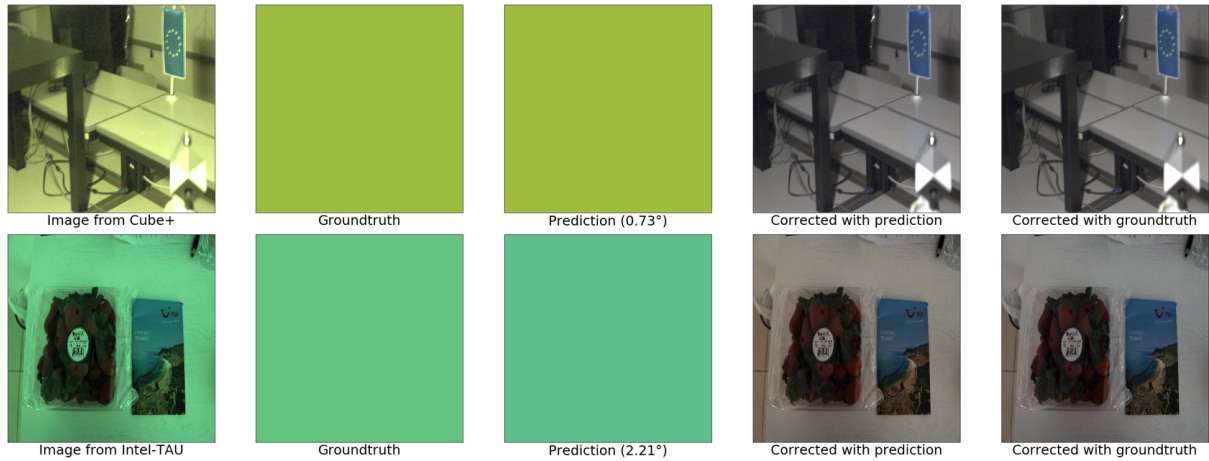 Image from Cube+
Groundtruth
Prediction (0.73°)
Corrected with prediction
Corrected with groundtruth
TUI
Image from Intel-TAU
Groundtruth
Prediction (2.21°)
Corrected with prediction
Corrected with groundtruth